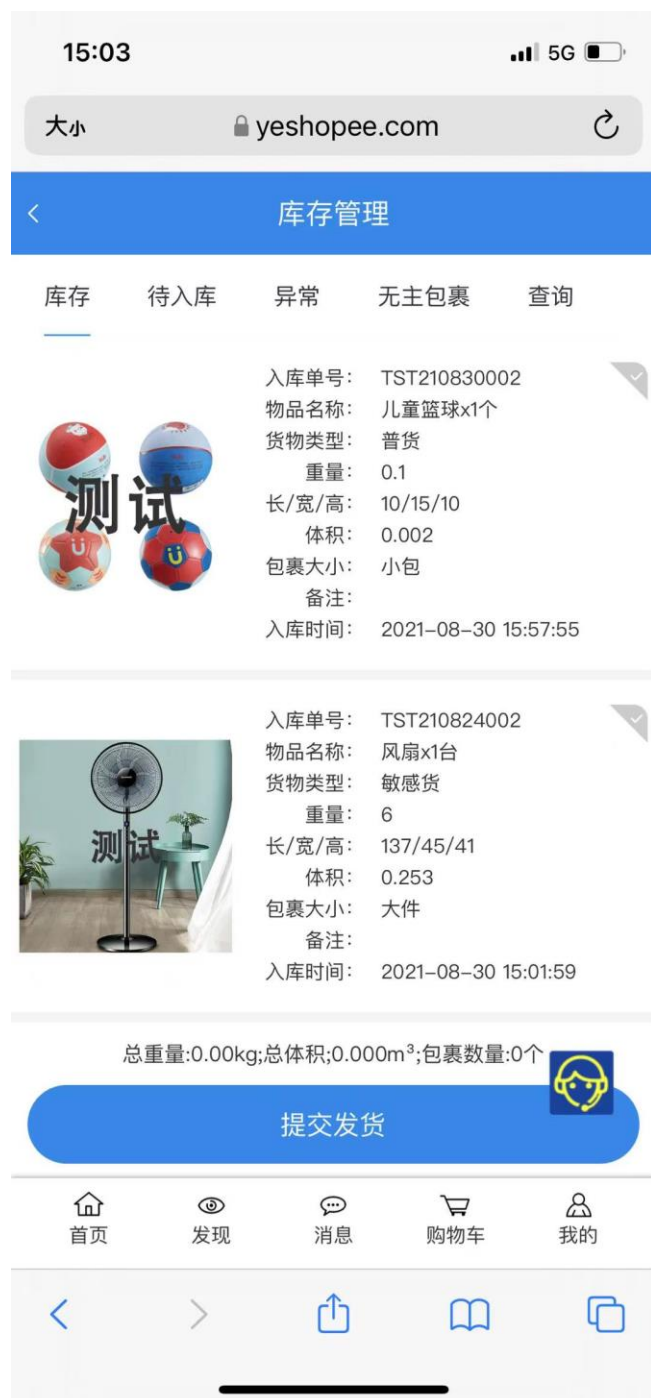 15:03 5G
大小 yeshopee.com
库存管理
库存 待入库 异常 无主包裹 查询
入库单号: TST210830002
物品名称: 儿童篮球x1个
货物类型: 普货
重量: 0.1
长/宽/高: 10/15/10
体积: 0.002
包裹大小: 小包
备注:
入库时间: 2021-08-30 15:57:55
测试
入库单号: TST210824002
物品名称: 风扇x1台
货物类型: 敏感货
重量: 6
长/宽/高: 137/45/41
体积: 0.253
包裹大小: 大件
备注:
入库时间: 2021-08-30 15:01:59
测试
总重量:0.00kg;总体积;0.000m³;包裹数量:0个
提交发货
首页 发现 消息 购物车 我的